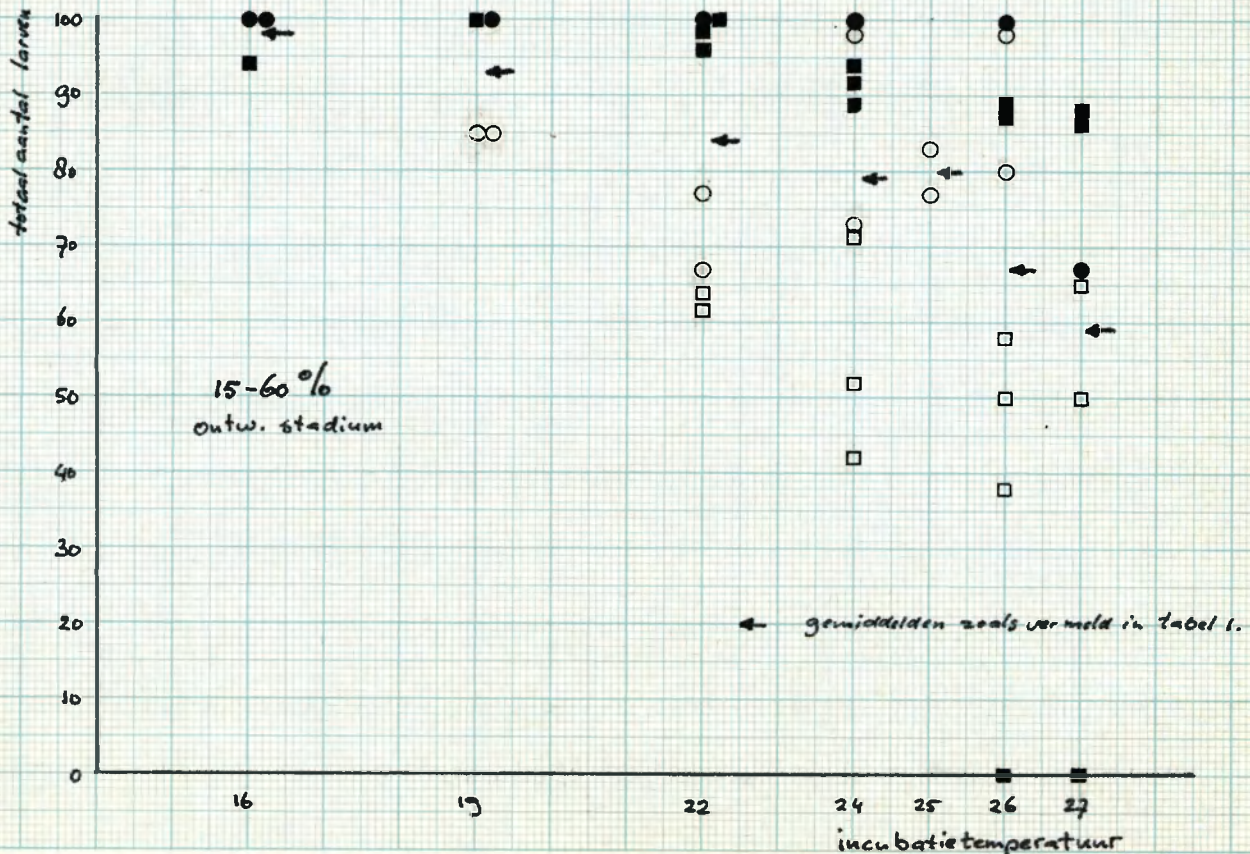 totaal aantal larven
100
90
80
70
60
50
40
30
20
10
0
15-60 %
ontw. stadium
gemiddelden zoals vermeld in tabel 1.
16 19 22 24 25 26 27
incubatietemperatuur